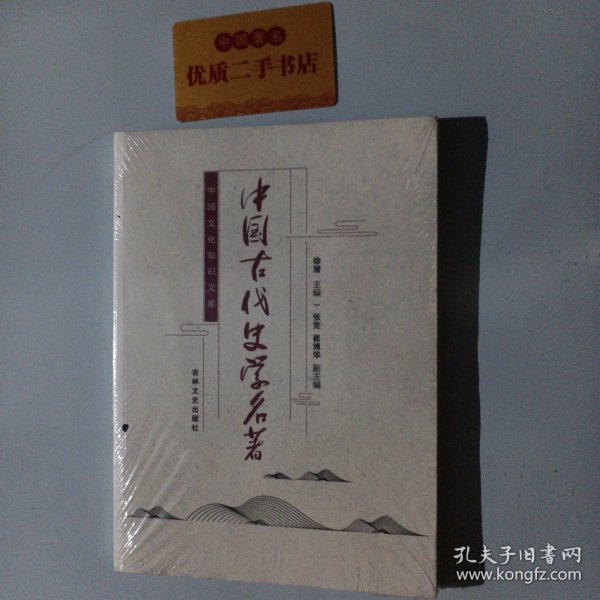 中国著名
优质二手书店
中国文化知识文库
中国古代史学名著
徐潜 主编 — 张克 崔博华 副主编
吉林文史出版社
孔夫子旧书网
www.kongfz.com